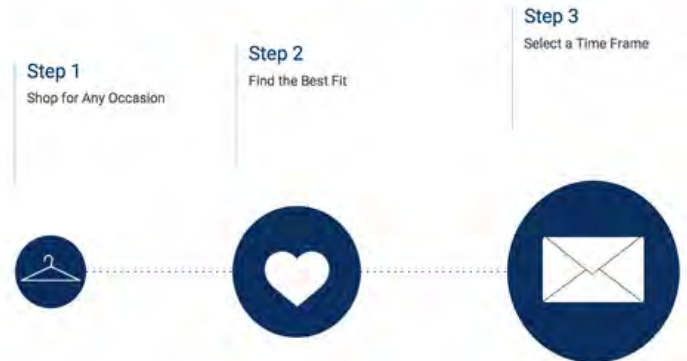 Step 1
Shop for Any Occasion
Step 2
Find the Best Fit
Step 3
Select a Time Frame